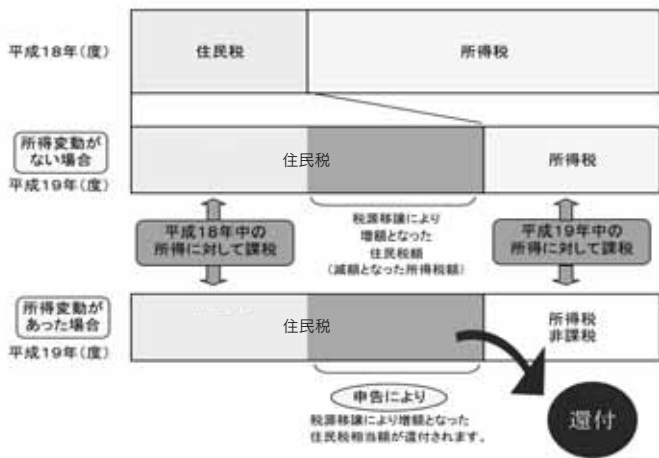 平成18年(度)
住民税
所得税
所得変動が
ない場合
平成19年(度)
住民税
所得税
平成18年中の
所得に対して課税
税源移譲により
増額となった
住民税額
(減額となった所得税額)
平成19年中の
所得に対して課税
所得変動が
あった場合
平成19年(度)
住民税
所得税
非課税
申告により
税源移譲により増額となった
住民税相当額が還付されます。
還付